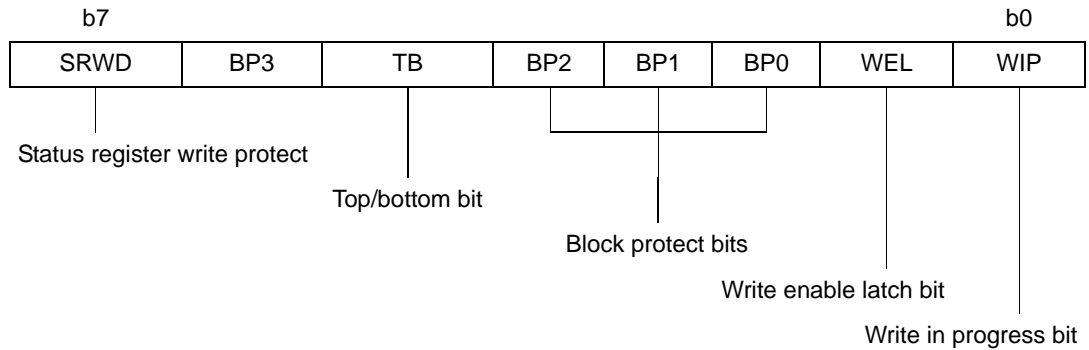 b7 b0
SRWD BP3 TB BP2 BP1 BP0 WEL WIP
Status register write protect
Top/bottom bit
Block protect bits
Write enable latch bit
Write in progress bit